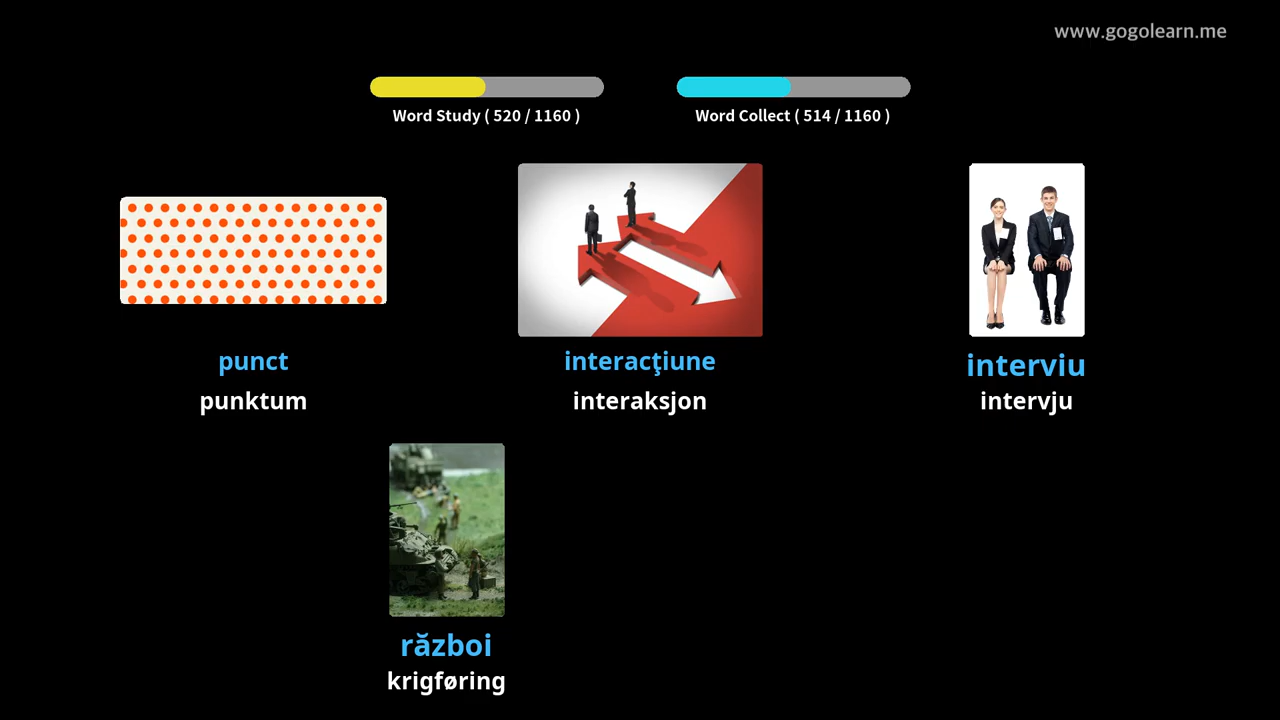 www.gogolearn.me
Word Study ( 520 / 1160 )
Word Collect ( 514 / 1160 )
punct
punktum
interacţiune
interaksjon
interviu
intervju
război
krigføring